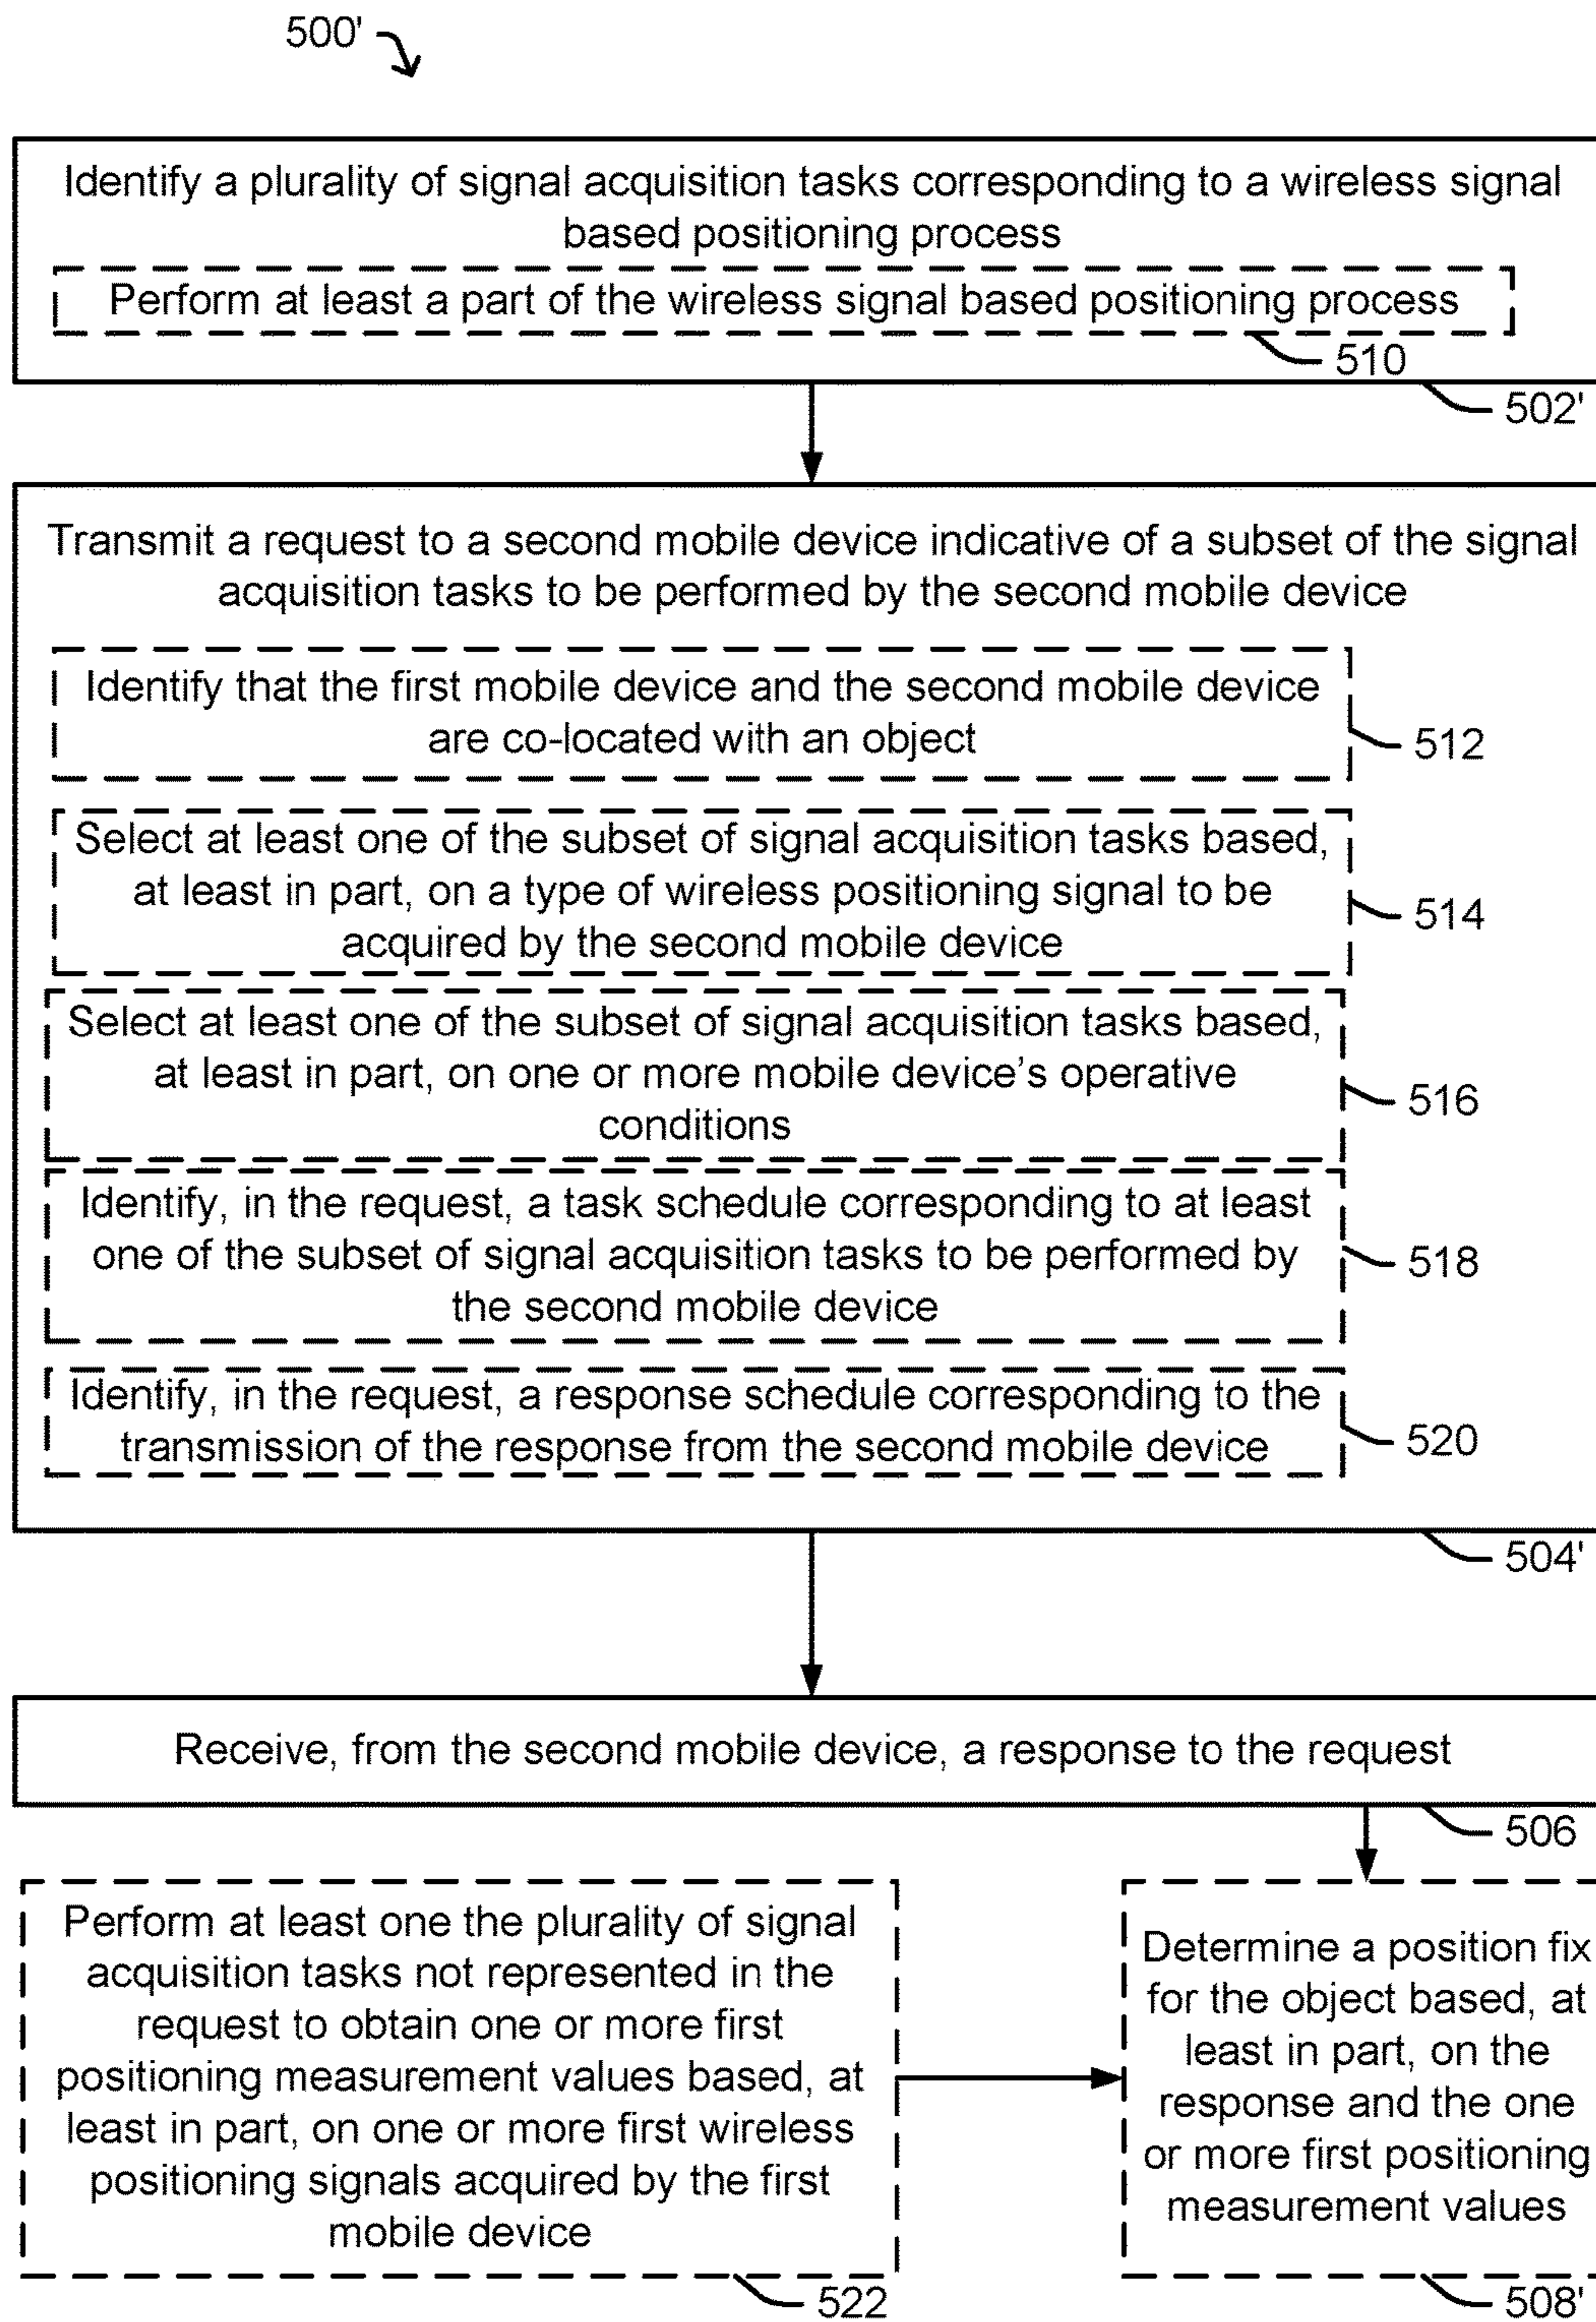 500'
Identify a plurality of signal acquisition tasks corresponding to a wireless signal
based positioning process
Perform at least a part of the wireless signal based positioning process
510
502'
Transmit a request to a second mobile device indicative of a subset of the signal
acquisition tasks to be performed by the second mobile device
Identify that the first mobile device and the second mobile device
are co-located with an object
512
Select at least one of the subset of signal acquisition tasks based,
at least in part, on a type of wireless positioning signal to be
acquired by the second mobile device
514
Select at least one of the subset of signal acquisition tasks based,
at least in part, on one or more mobile device's operative
conditions
516
Identify, in the request, a task schedule corresponding to at least
one of the subset of signal acquisition tasks to be performed by
the second mobile device
518
Identify, in the request, a response schedule corresponding to the
transmission of the response from the second mobile device
520
504'
Receive, from the second mobile device, a response to the request
506
Perform at least one the plurality of signal
acquisition tasks not represented in the
request to obtain one or more first
positioning measurement values based, at
least in part, on one or more first wireless
positioning signals acquired by the first
mobile device
522
Determine a position fix
for the object based, at
least in part, on the
response and the one
or more first positioning
measurement values
508'